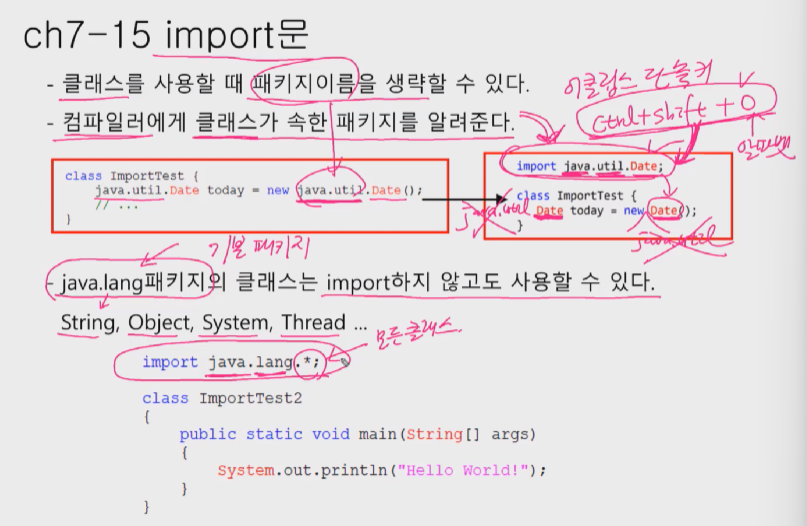 ch7-15 import문
- 클래스를 사용할 때 패키지이름을 생략할 수 있다.
이클립스 단축키
- 컴파일러에게 클래스가 속한 패키지를 알려준다.
Ctrl+Shift + O
알파벳
class ImportTest {
java.util.Date today = new java.util.Date();
// ...
}
import java.util.Date;
class ImportTest {
java.util
Date today = new Date();
java.util
}
기본 패키지
- java.lang패키지의 클래스는 import하지 않고도 사용할 수 있다.
String, Object, System, Thread ...
모든클래스.
import java.lang.*;
class ImportTest2
{
public static void main(String[] args)
{
System.out.println("Hello World!");
}
}